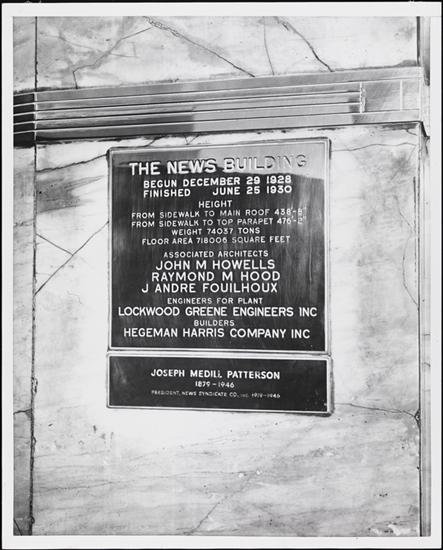 THE NEWS BUILDING
BEGUN DECEMBER 29 1928
FINISHED JUNE 25 1930
HEIGHT
FROM SIDEWALK TO MAIN ROOF 438'-8"
FROM SIDEWALK TO TOP PARAPET 476'-2"
WEIGHT 74037 TONS
FLOOR AREA 718006 SQUARE FEET
ASSOCIATED ARCHITECTS
JOHN M HOWELLS
RAYMOND M HOOD
J ANDRE FOUILHOUX
ENGINEERS FOR PLANT
LOCKWOOD GREENE ENGINEERS INC
BUILDERS
HEGEMAN HARRIS COMPANY INC
JOSEPH MEDILL PATTERSON
1879-1946
PRESIDENT, NEWS SYNDICATE CO., INC. 1919-1946